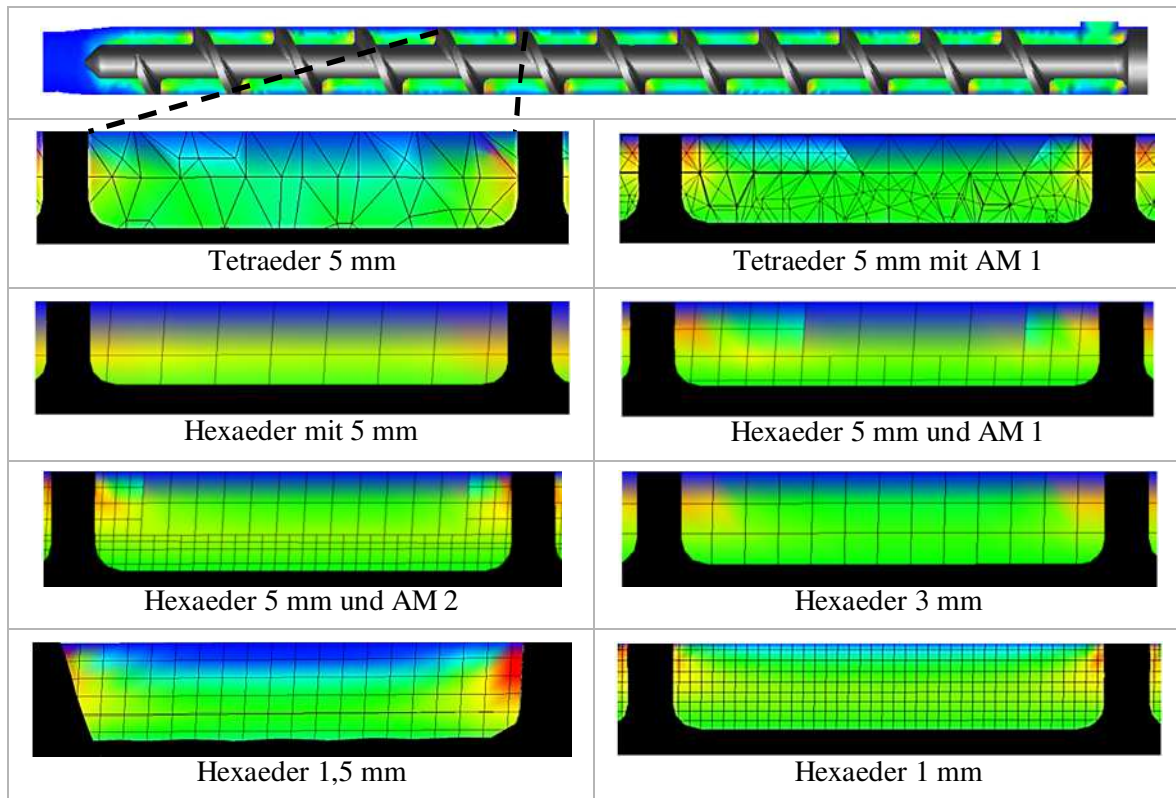 Tetraeder 5 mm
Tetraeder 5 mm mit AM 1
Hexaeder mit 5 mm
Hexaeder 5 mm und AM 1
Hexaeder 5 mm und AM 2
Hexaeder 3 mm
Hexaeder 1,5 mm
Hexaeder 1 mm